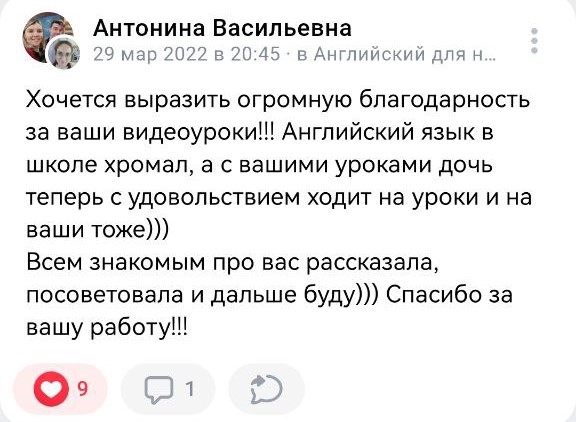 Антонина Васильевна
29 мар 2022 в 20:45 · в Английский для н...
Хочется выразить огромную благодарность
за ваши видеоуроки!!! Английский язык в
школе хромал, а с вашими уроками дочь
теперь с удовольствием ходит на уроки и на
ваши тоже)))
Всем знакомым про вас рассказала,
посоветовала и дальше буду))) Спасибо за
вашу работу!!!
9 1